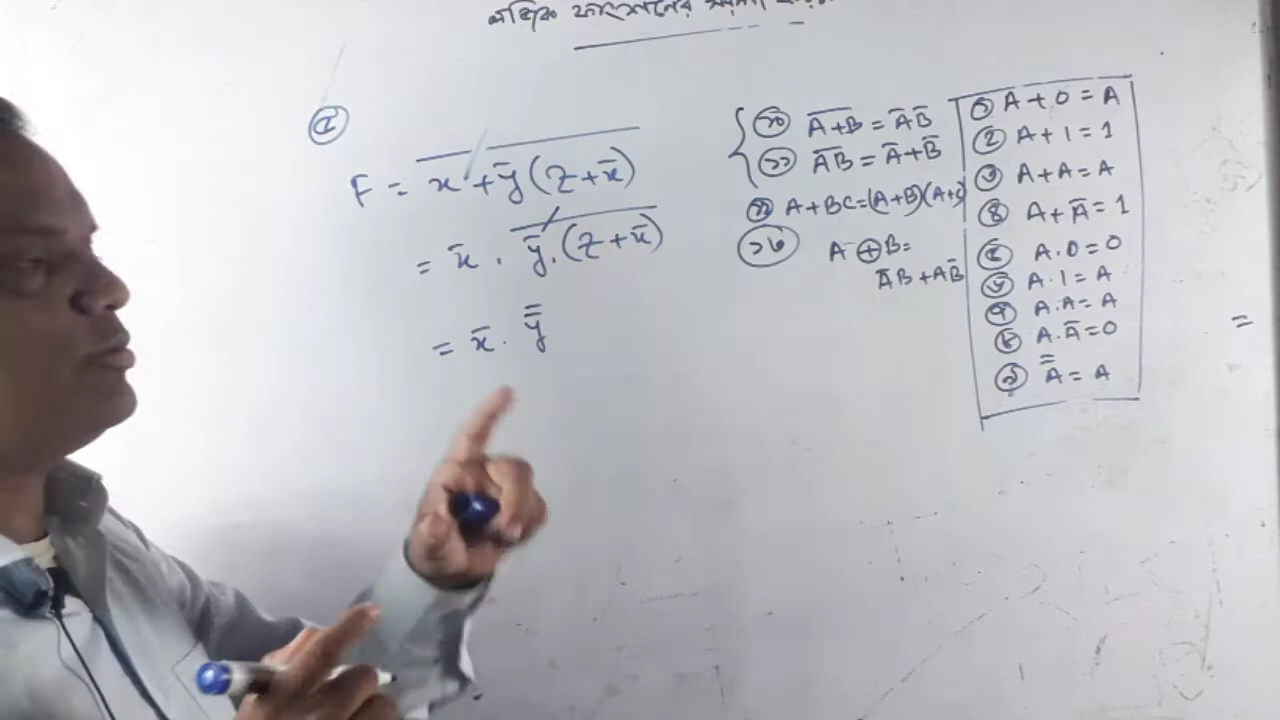 ফাংশনের
৫
F = \overline{x + \bar{y}(z + \bar{x})}
= \bar{x} . \overline{\bar{y}.(z + \bar{x})}
= \bar{x} . \bar{\bar{y}}
১০ \overline{A+B} = \bar{A}\bar{B}
১১ \overline{AB} = \bar{A}+\bar{B}
১২ A+BC=(A+B)(A+C)
১৩ A⊕B=
\bar{A}B+A\bar{B}
১ A+0=A
২ A+1=1
৩ A+A=A
৪ A+\bar{A}=1
৫ A.0=0
৬ A.1=A
৭ A.A=A
৮ A.\bar{A}=0
৯ \bar{\bar{A}}=A
=